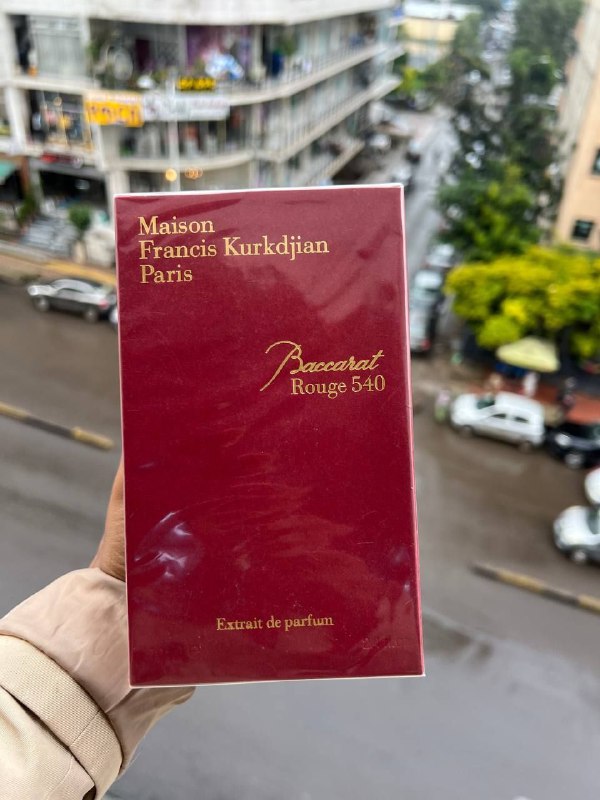 Maison
Francis Kurkdjian
Paris
Baccarat
Rouge 540
Extrait de parfum